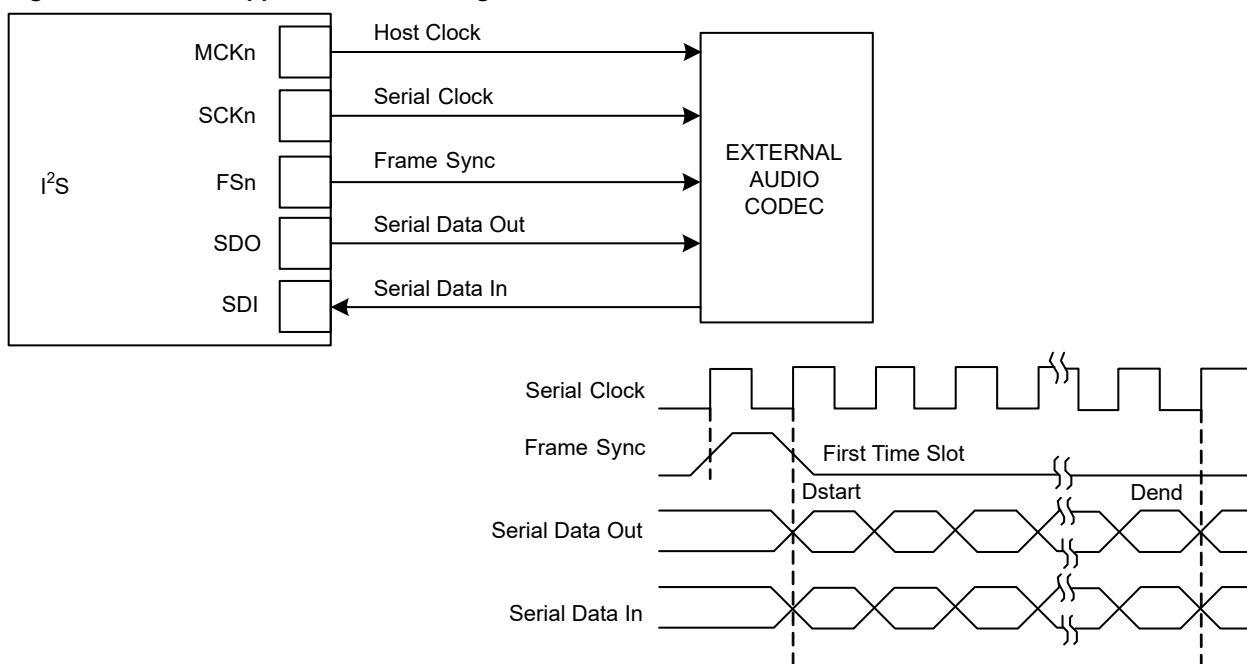 MCKn
Host Clock
SCKn
Serial Clock
I²S
FSn
Frame Sync
EXTERNAL
AUDIO
CODEC
SDO
Serial Data Out
SDI
Serial Data In
Serial Clock
Frame Sync
First Time Slot
Dstart
Dend
Serial Data Out
Serial Data In